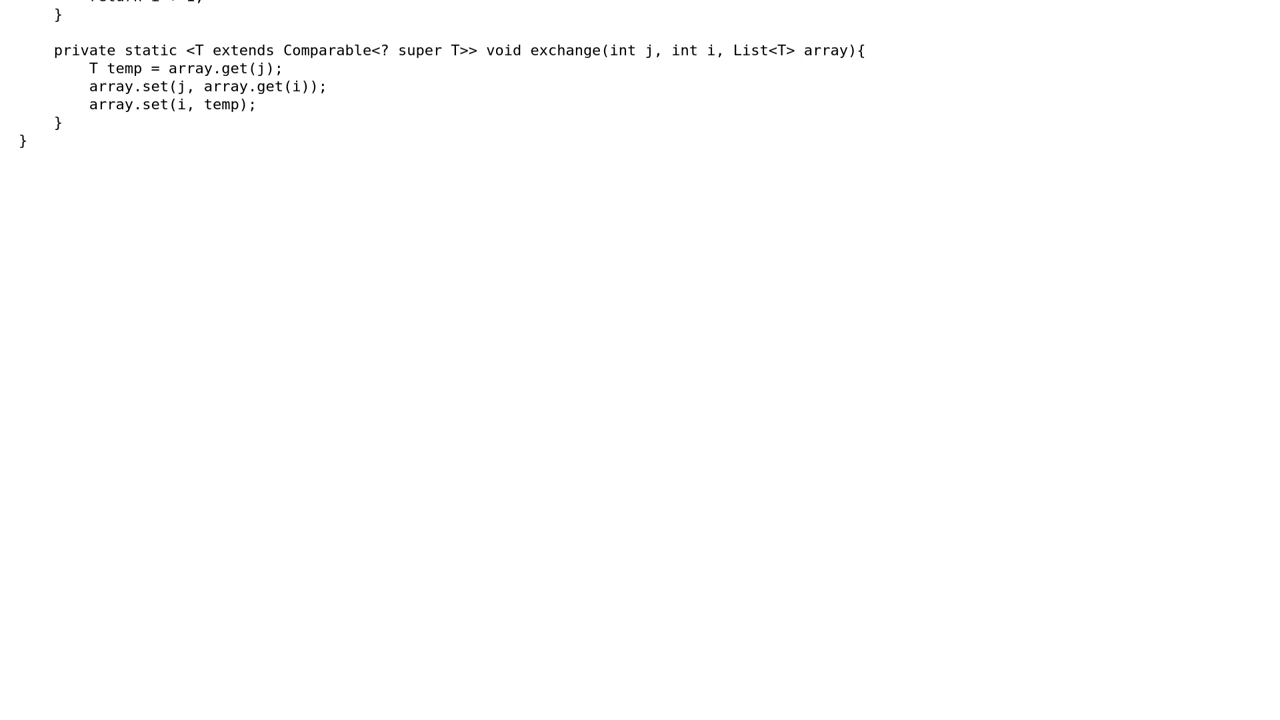 }

    private static <T extends Comparable<? super T>> void exchange(int j, int i, List<T> array){
        T temp = array.get(j);
        array.set(j, array.get(i));
        array.set(i, temp);
    }
}